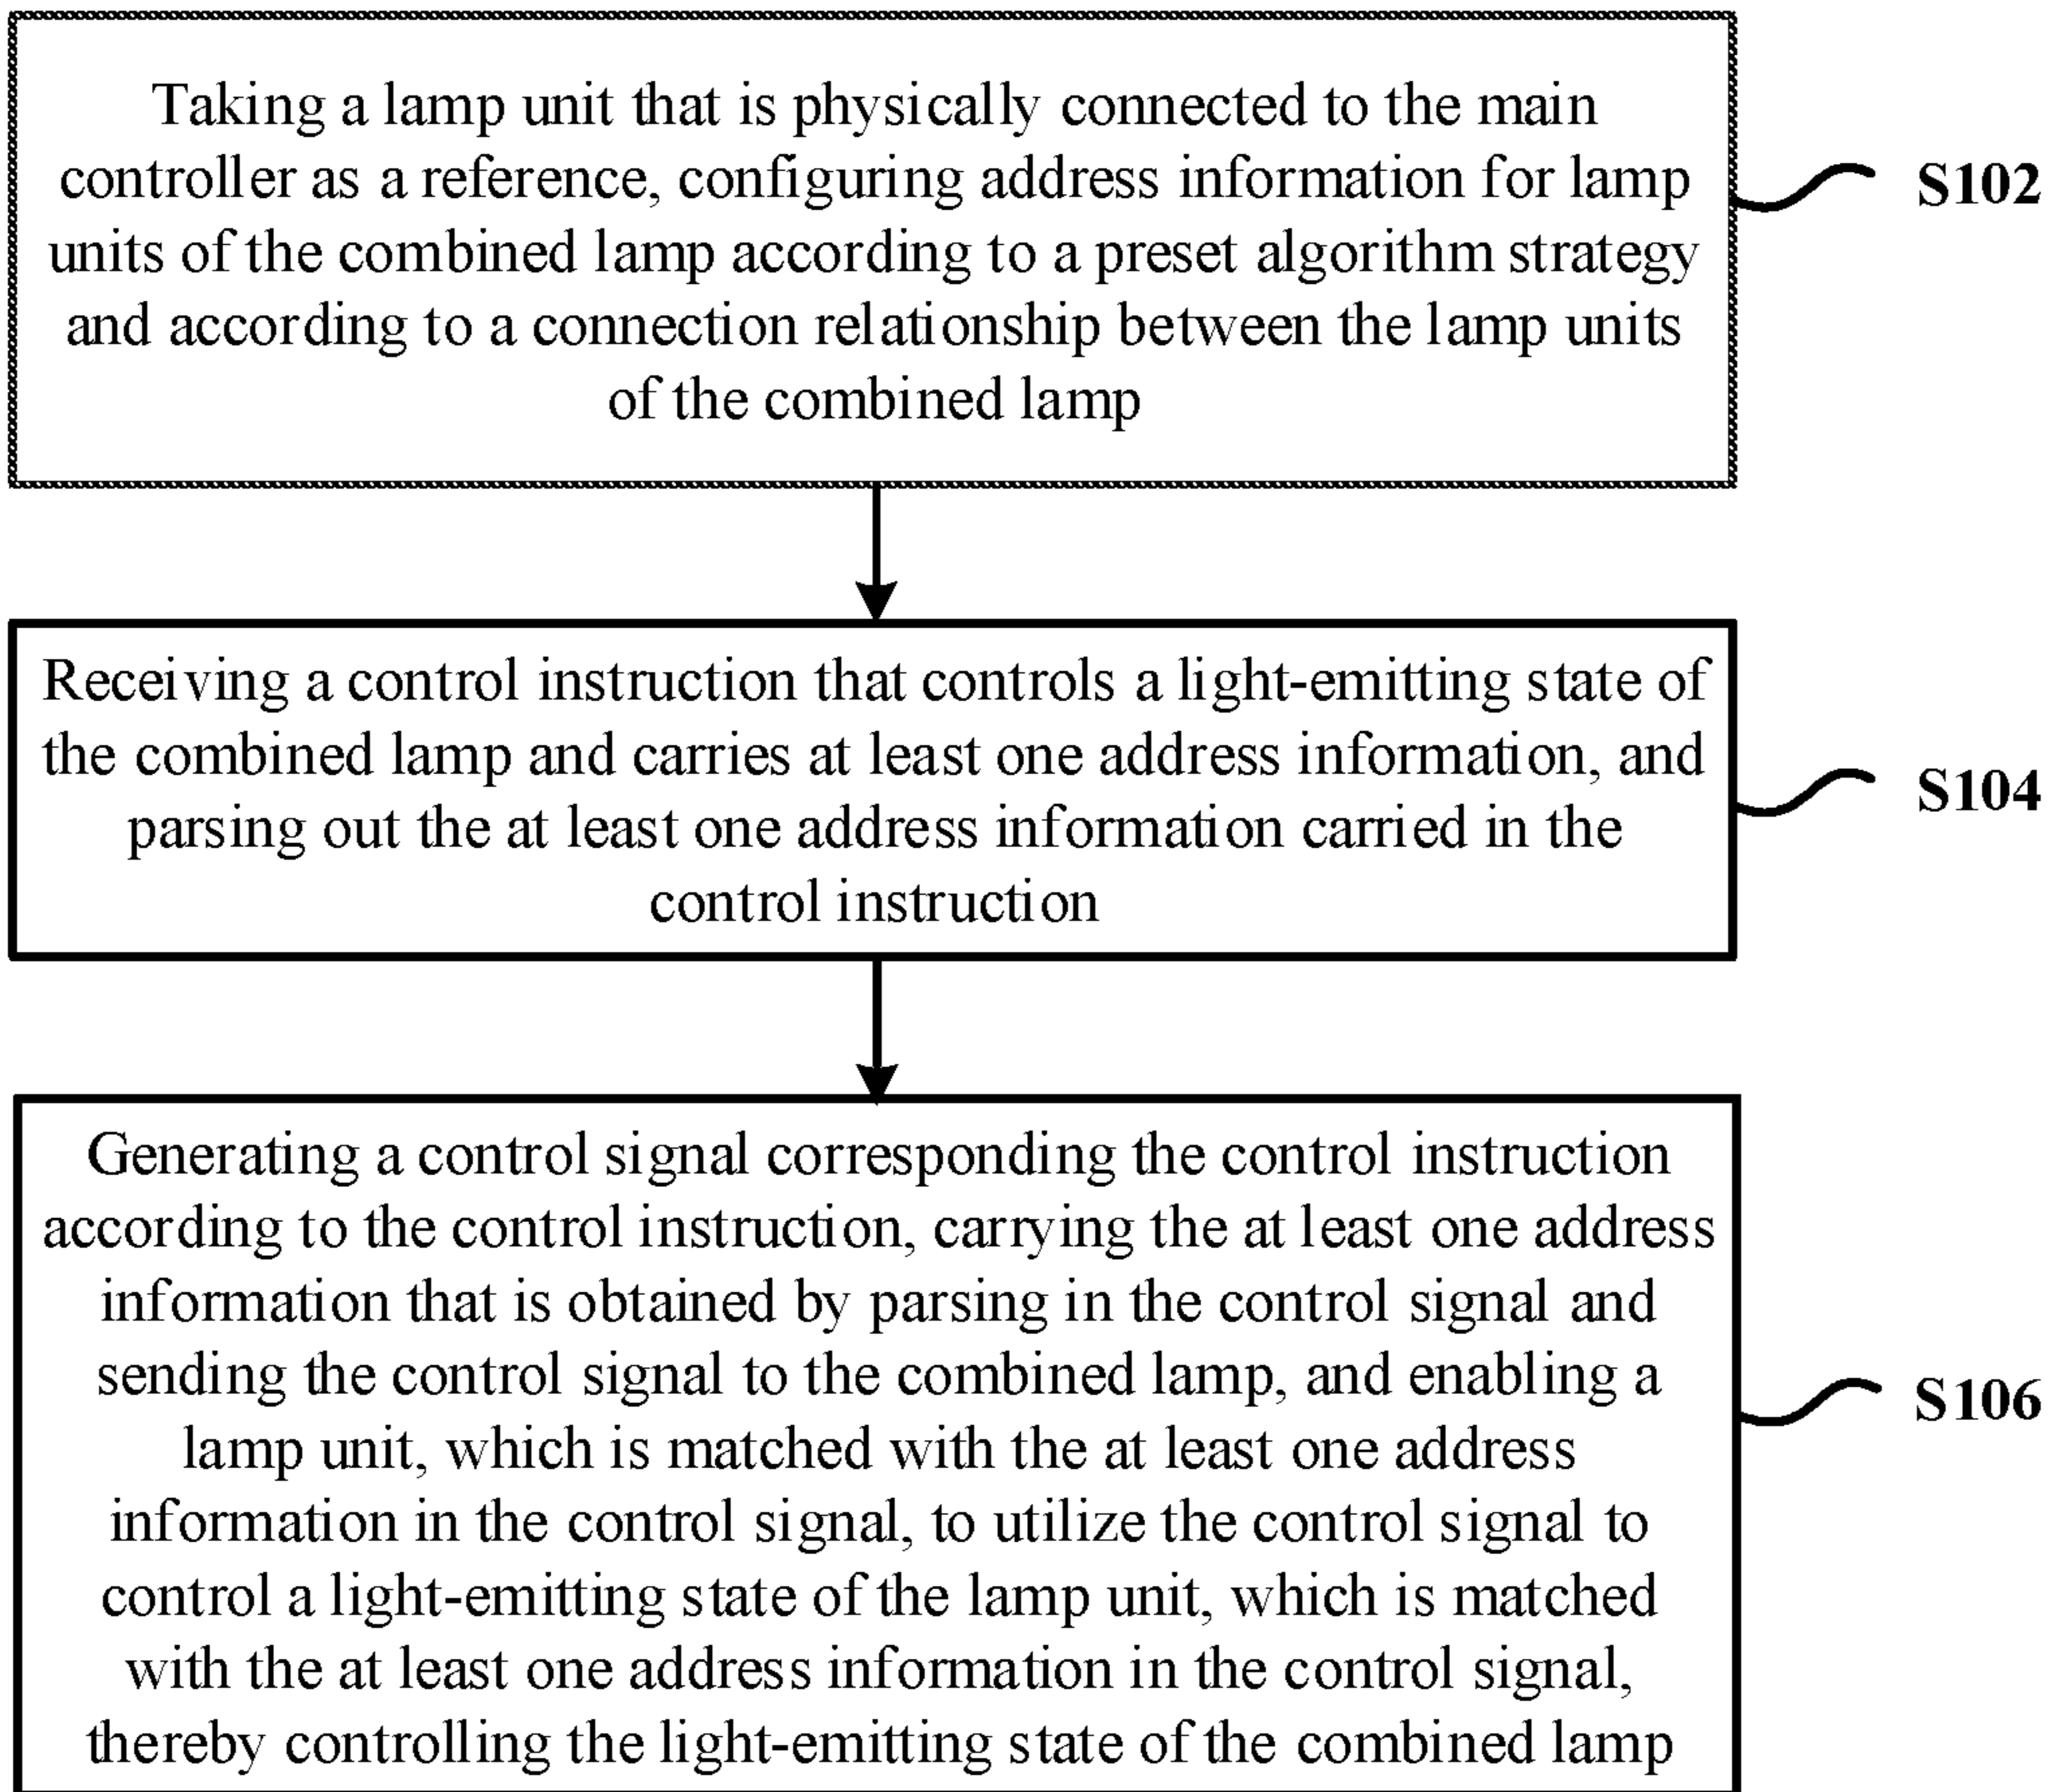 Taking a lamp unit that is physically connected to the main
controller as a reference, configuring address information for lamp
units of the combined lamp according to a preset algorithm strategy
and according to a connection relationship between the lamp units
of the combined lamp
S102
Receiving a control instruction that controls a light-emitting state of
the combined lamp and carries at least one address information, and
parsing out the at least one address information carried in the
control instruction
S104
Generating a control signal corresponding the control instruction
according to the control instruction, carrying the at least one address
information that is obtained by parsing in the control signal and
sending the control signal to the combined lamp, and enabling a
lamp unit, which is matched with the at least one address
information in the control signal, to utilize the control signal to
control a light-emitting state of the lamp unit, which is matched
with the at least one address information in the control signal,
thereby controlling the light-emitting state of the combined lamp
S106